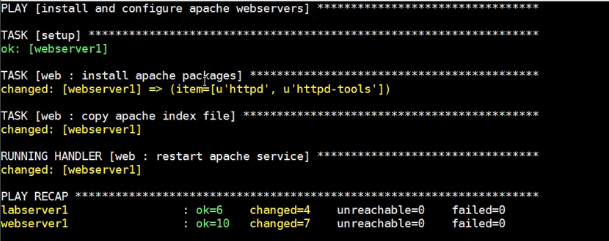 PLAY [install and configure apache webservers] *********************************
TASK [setup] *******************************************************************
ok: [webserver1]
TASK [web : install apache packages] *******************************************
changed: [webserver1] => (item=[u'httpd', u'httpd-tools'])
TASK [web : copy apache index file] ********************************************
changed: [webserver1]
RUNNING HANDLER [web : restart apache service] *********************************
changed: [webserver1]
PLAY RECAP *********************************************************************
labserver1 : ok=6 changed=4 unreachable=0 failed=0
webserver1 : ok=10 changed=7 unreachable=0 failed=0